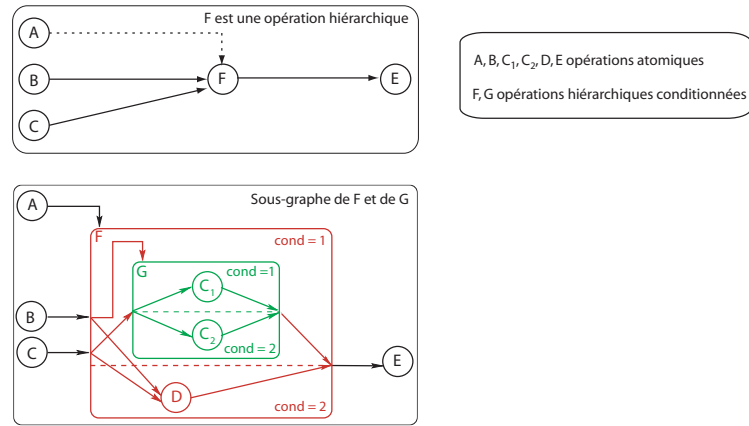 F est une opération hiérarchique
A
B
F
E
C
A, B, C₁, C₂, D, E opérations atomiques
F, G opérations hiérarchiques conditionnées
Sous-graphe de F et de G
A
F
cond = 1
G
cond =1
C₁
B
C₂
C
cond = 2
E
D
cond = 2